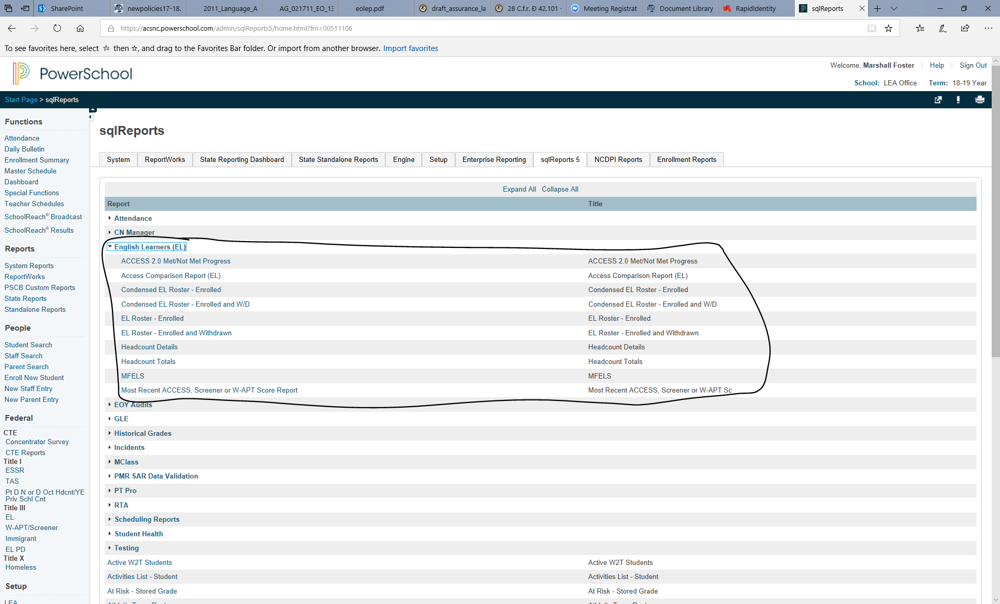 SharePoint newpolicies17-18. 2011_Language_A AG_021711_EO_13 eolep.pdf draft_assurance_la 28 C.f.r. Ð 42.101 · Meeting Registrat Document Library RapidIdentity sqlReports
https://acsnc.powerschool.com/admin/sqlReports5/home.html?frn=00511106
To see favorites here, select then ☆, and drag to the Favorites Bar folder. Or import from another browser. Import favorites
PowerSchool
Welcome, Marshall Foster | Help | Sign Out
School: LEA Office Term: 18-19 Year
Start Page > sqlReports
Functions
Attendance
Daily Bulletin
Enrollment Summary
Master Schedule
Dashboard
Special Functions
Teacher Schedules
SchoolReach® Broadcast
SchoolReach® Results
Reports
System Reports
ReportWorks
PSCB Custom Reports
State Reports
Standalone Reports
People
Student Search
Staff Search
Parent Search
Enroll New Student
New Staff Entry
New Parent Entry
Federal
CTE
Concentrator Survey
CTE Reports
Title I
ESSR
TAS
Pt D N or D Oct Hdcnt/YE
Priv Schl Cnt
Title III
EL
W-APT/Screener
Immigrant
EL PD
Title X
Homeless
Setup
LEA
sqlReports
System ReportWorks State Reporting Dashboard State Standalone Reports Engine Setup Enterprise Reporting sqlReports 5 NCDPI Reports Enrollment Reports
Expand All Collapse All
Report Title
Attendance
CN Manager
English Learners (EL)
ACCESS 2.0 Met/Not Met Progress ACCESS 2.0 Met/Not Met Progress
Access Comparison Report (EL) Access Comparison Report (EL)
Condensed EL Roster - Enrolled Condensed EL Roster - Enrolled
Condensed EL Roster - Enrolled and W/D Condensed EL Roster - Enrolled and W/D
EL Roster - Enrolled EL Roster - Enrolled
EL Roster - Enrolled and Withdrawn EL Roster - Enrolled and Withdrawn
Headcount Details Headcount Details
Headcount Totals Headcount Totals
MFELS MFELS
Most Recent ACCESS, Screener or W-APT Score Report Most Recent ACCESS, Screener or W-APT Sc
EOY Audits
GLE
Historical Grades
Incidents
MClass
PMR SAR Data Validation
PT Pro
RTA
Scheduling Reports
Student Health
Testing
Active W2T Students Active W2T Students
Activities List - Student Activities List - Student
At Risk - Stored Grade At Risk - Stored Grade